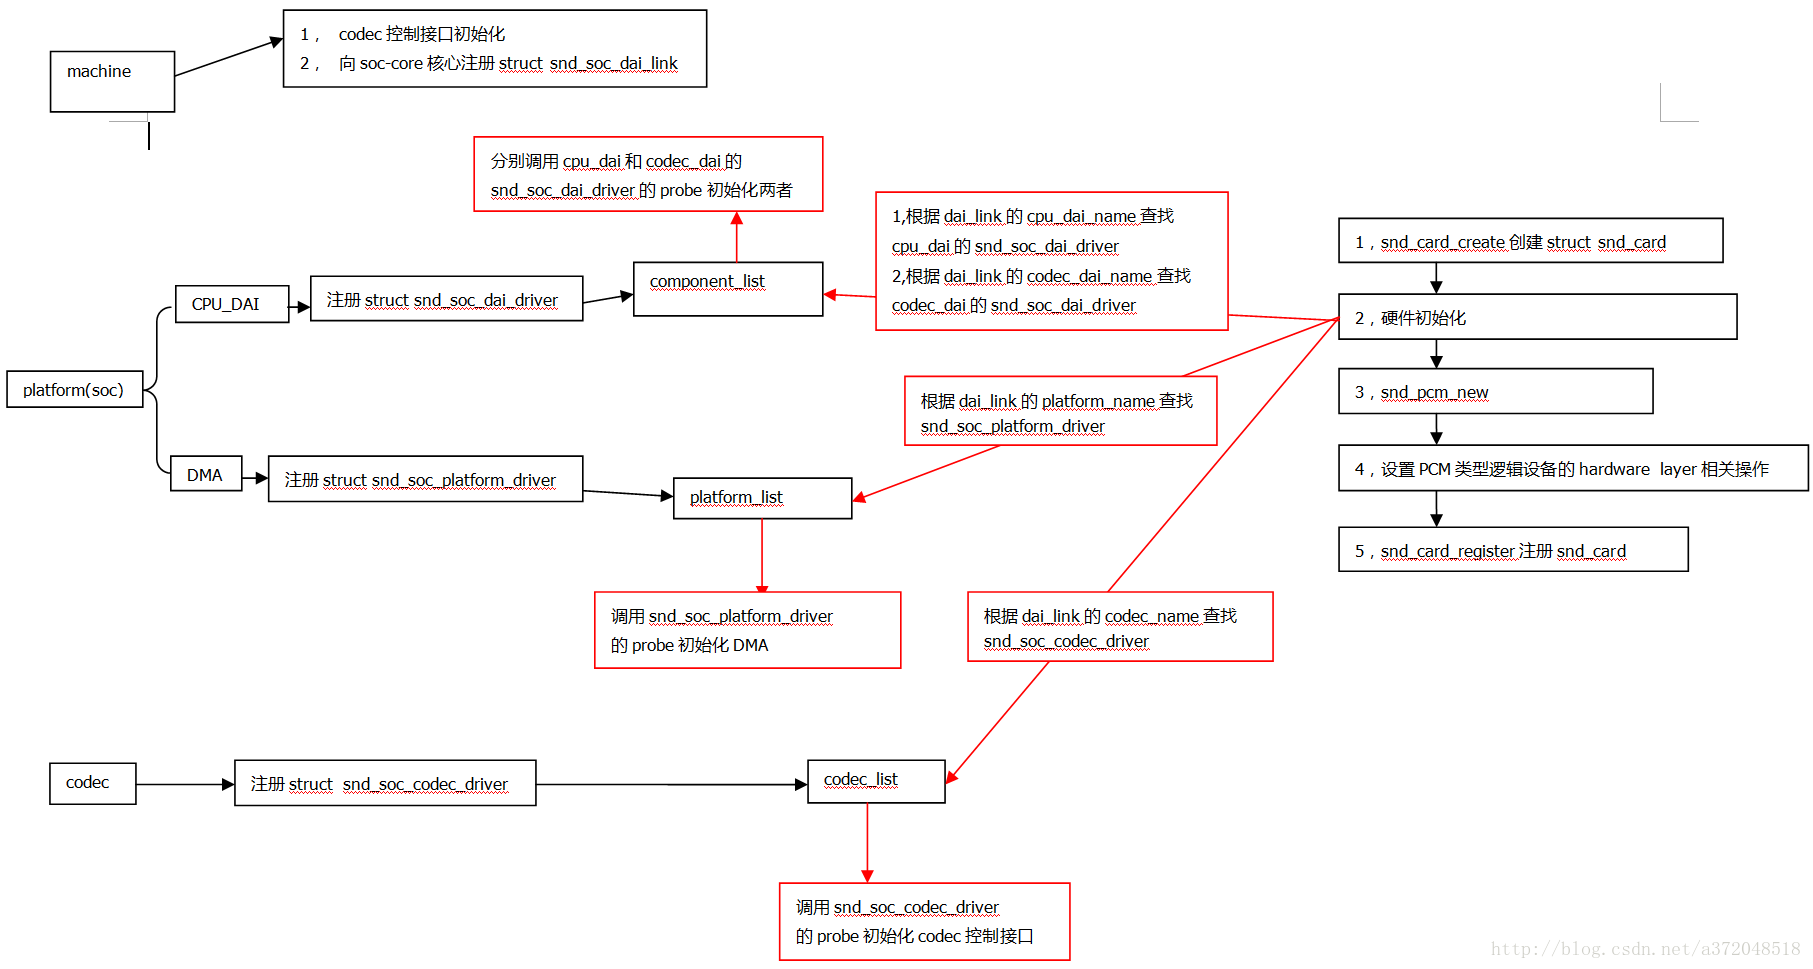 machine
1， codec 控制接口初始化
2， 向 soc-core 核心注册 struct snd_soc_dai_link
分别调用 cpu_dai 和 codec_dai 的
snd_soc_dai_driver 的 probe 初始化两者
1,根据 dai_link 的 cpu_dai_name 查找
cpu_dai 的 snd_soc_dai_driver
2,根据 dai_link 的 codec_dai_name 查找
codec_dai 的 snd_soc_dai_driver
1，snd_card_create 创建 struct snd_card
CPU_DAI
注册 struct snd_soc_dai_driver
component_list
2，硬件初始化
platform(soc)
根据 dai_link 的 platform_name 查找
snd_soc_platform_driver
3，snd_pcm_new
DMA
注册 struct snd_soc_platform_driver
platform_list
4，设置 PCM 类型逻辑设备的 hardware layer 相关操作
5，snd_card_register 注册 snd_card
调用 snd_soc_platform_driver
的 probe 初始化 DMA
根据 dai_link 的 codec_name 查找
snd_soc_codec_driver
codec
注册 struct snd_soc_codec_driver
codec_list
调用 snd_soc_codec_driver
的 probe 初始化 codec 控制接口
http://blog.csdn.net/a372048518